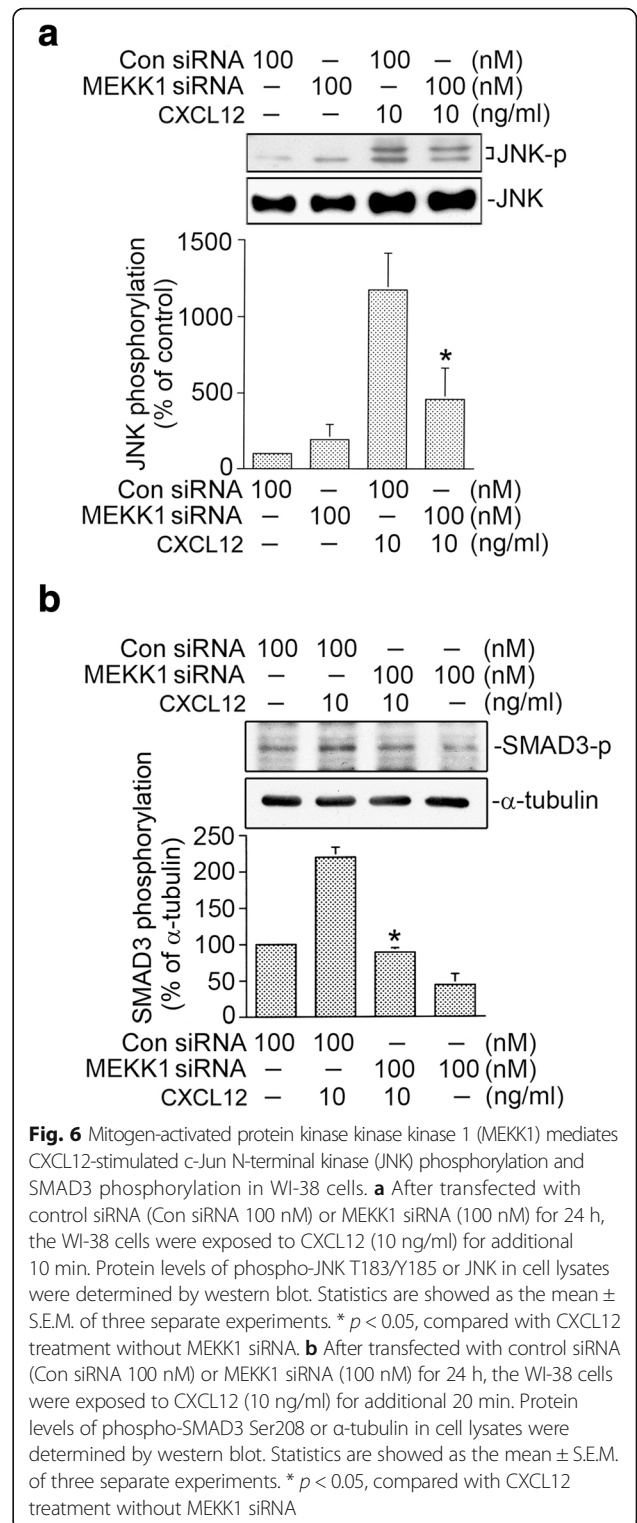 a
Con siRNA 100 – 100 – (nM)
MEKK1 siRNA – 100 – 100 (nM)
CXCL12 – – 10 10 (ng/ml)
JNK-p
-JNK
JNK phosphorylation
(% of control)
1500
1000
500
0
*
Con siRNA 100 – 100 – (nM)
MEKK1 siRNA – 100 – 100 (nM)
CXCL12 – – 10 10 (ng/ml)
b
Con siRNA 100 100 – – (nM)
MEKK1 siRNA – – 100 100 (nM)
CXCL12 – 10 10 – (ng/ml)
-SMAD3-p
-α-tubulin
SMAD3 phosphorylation
(% of α-tubulin)
250
200
150
100
50
0
*
Con siRNA 100 100 – – (nM)
MEKK1 siRNA – – 100 100 (nM)
CXCL12 – 10 10 – (ng/ml)
Fig. 6 Mitogen-activated protein kinase kinase kinase 1 (MEKK1) mediates
CXCL12-stimulated c-Jun N-terminal kinase (JNK) phosphorylation and
SMAD3 phosphorylation in WI-38 cells. a After transfected with
control siRNA (Con siRNA 100 nM) or MEKK1 siRNA (100 nM) for 24 h,
the WI-38 cells were exposed to CXCL12 (10 ng/ml) for additional
10 min. Protein levels of phospho-JNK T183/Y185 or JNK in cell lysates
were determined by western blot. Statistics are showed as the mean ±
S.E.M. of three separate experiments. * p < 0.05, compared with CXCL12
treatment without MEKK1 siRNA. b After transfected with control siRNA
(Con siRNA 100 nM) or MEKK1 siRNA (100 nM) for 24 h, the WI-38 cells
were exposed to CXCL12 (10 ng/ml) for additional 20 min. Protein
levels of phospho-SMAD3 Ser208 or α-tubulin in cell lysates were
determined by western blot. Statistics are showed as the mean ± S.E.M.
of three separate experiments. * p < 0.05, compared with CXCL12
treatment without MEKK1 siRNA